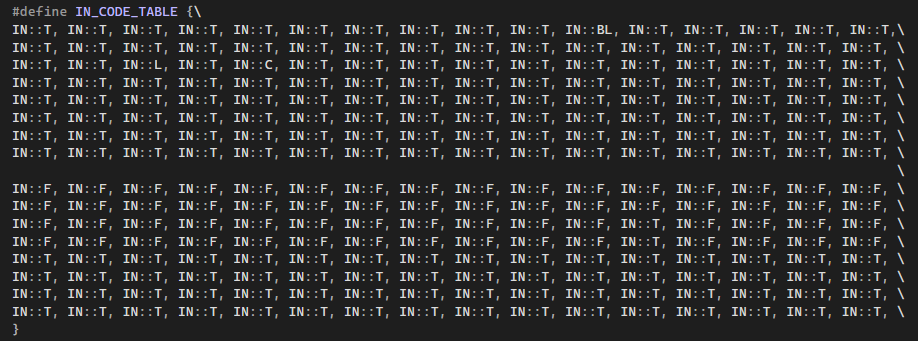 #define IN_CODE_TABLE {\
IN::T, IN::T, IN::T, IN::T, IN::T, IN::T, IN::T, IN::T, IN::T, IN::T, IN::BL, IN::T, IN::T, IN::T, IN::T, IN::T,\
IN::T, IN::T, IN::T, IN::T, IN::T, IN::T, IN::T, IN::T, IN::T, IN::T, IN::T, IN::T, IN::T, IN::T, IN::T, IN::T, \
IN::T, IN::T, IN::L, IN::T, IN::C, IN::T, IN::T, IN::T, IN::T, IN::T, IN::T, IN::T, IN::T, IN::T, IN::T, IN::T, \
IN::T, IN::T, IN::T, IN::T, IN::T, IN::T, IN::T, IN::T, IN::T, IN::T, IN::T, IN::T, IN::T, IN::T, IN::T, IN::T, \
IN::T, IN::T, IN::T, IN::T, IN::T, IN::T, IN::T, IN::T, IN::T, IN::T, IN::T, IN::T, IN::T, IN::T, IN::T, IN::T, \
IN::T, IN::T, IN::T, IN::T, IN::T, IN::T, IN::T, IN::T, IN::T, IN::T, IN::T, IN::T, IN::T, IN::T, IN::T, IN::T, \
IN::T, IN::T, IN::T, IN::T, IN::T, IN::T, IN::T, IN::T, IN::T, IN::T, IN::T, IN::T, IN::T, IN::T, IN::T, IN::T, \
IN::T, IN::T, IN::T, IN::T, IN::T, IN::T, IN::T, IN::T, IN::T, IN::T, IN::T, IN::T, IN::T, IN::T, IN::T, IN::T, \
\
IN::F, IN::F, IN::F, IN::F, IN::F, IN::F, IN::F, IN::F, IN::F, IN::F, IN::F, IN::F, IN::F, IN::F, IN::F, IN::F, \
IN::F, IN::F, IN::F, IN::F, IN::F, IN::F, IN::F, IN::F, IN::F, IN::F, IN::F, IN::F, IN::F, IN::F, IN::F, IN::F, \
IN::F, IN::F, IN::F, IN::F, IN::F, IN::F, IN::F, IN::F, IN::F, IN::F, IN::F, IN::T, IN::F, IN::F, IN::F, IN::F, \
IN::F, IN::F, IN::F, IN::F, IN::F, IN::F, IN::F, IN::F, IN::F, IN::F, IN::F, IN::T, IN::F, IN::F, IN::F, IN::F, \
IN::T, IN::T, IN::T, IN::T, IN::T, IN::T, IN::T, IN::T, IN::T, IN::T, IN::T, IN::T, IN::T, IN::T, IN::T, IN::T, \
IN::T, IN::T, IN::T, IN::T, IN::T, IN::T, IN::T, IN::T, IN::T, IN::T, IN::T, IN::T, IN::T, IN::T, IN::T, IN::T, \
IN::T, IN::T, IN::T, IN::T, IN::T, IN::T, IN::T, IN::T, IN::T, IN::T, IN::T, IN::T, IN::T, IN::T, IN::T, IN::T, \
IN::T, IN::T, IN::T, IN::T, IN::T, IN::T, IN::T, IN::T, IN::T, IN::T, IN::T, IN::T, IN::T, IN::T, IN::T, IN::T, \
}